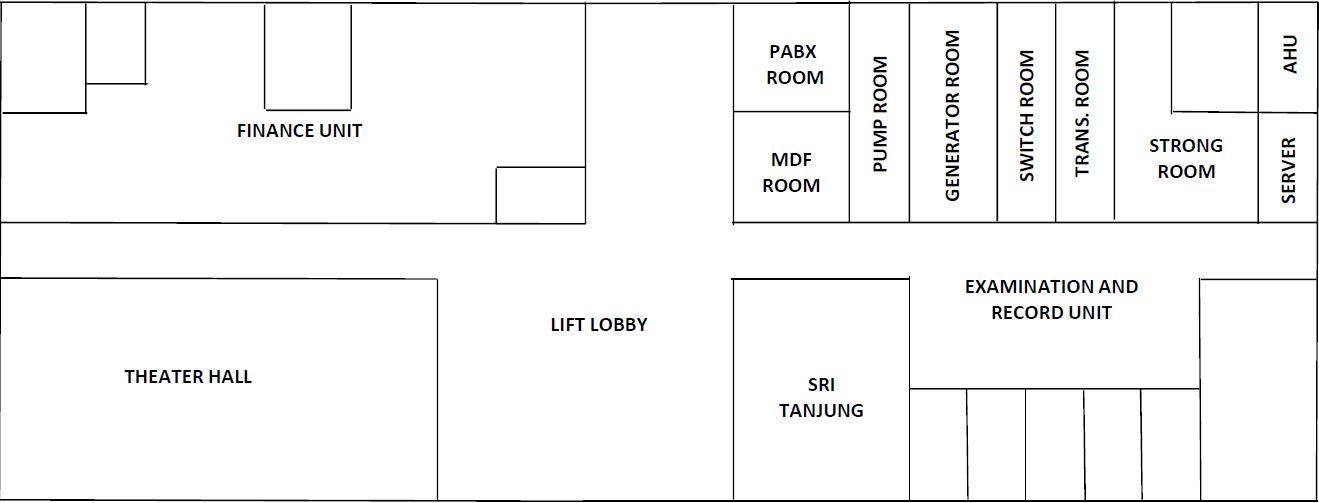 PABX
ROOM
PUMP ROOM
GENERATOR ROOM
SWITCH ROOM
TRANS. ROOM
AHU
FINANCE UNIT
MDF
ROOM
STRONG
ROOM
SERVER
EXAMINATION AND
RECORD UNIT
LIFT LOBBY
THEATER HALL
SRI
TANJUNG